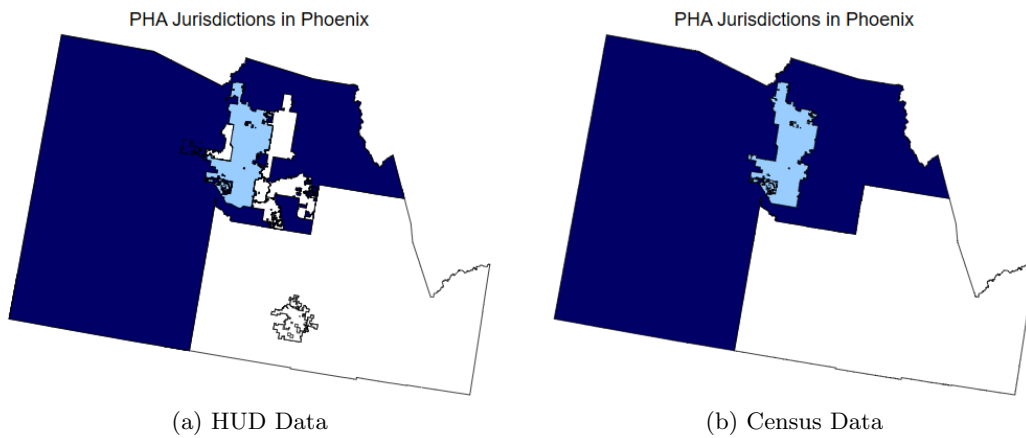 PHA Jurisdictions in Phoenix
PHA Jurisdictions in Phoenix
(a) HUD Data
(b) Census Data